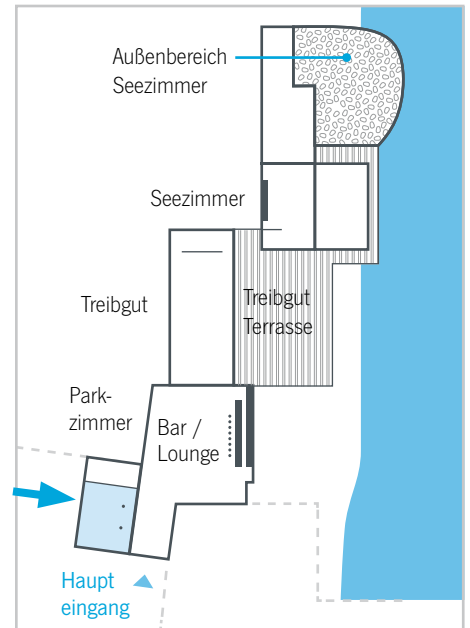 Außenbereich
Seezimmer
Seezimmer
Treibgut
Treibgut
Terrasse
Park-
zimmer
Bar /
Lounge
Haupt
eingang